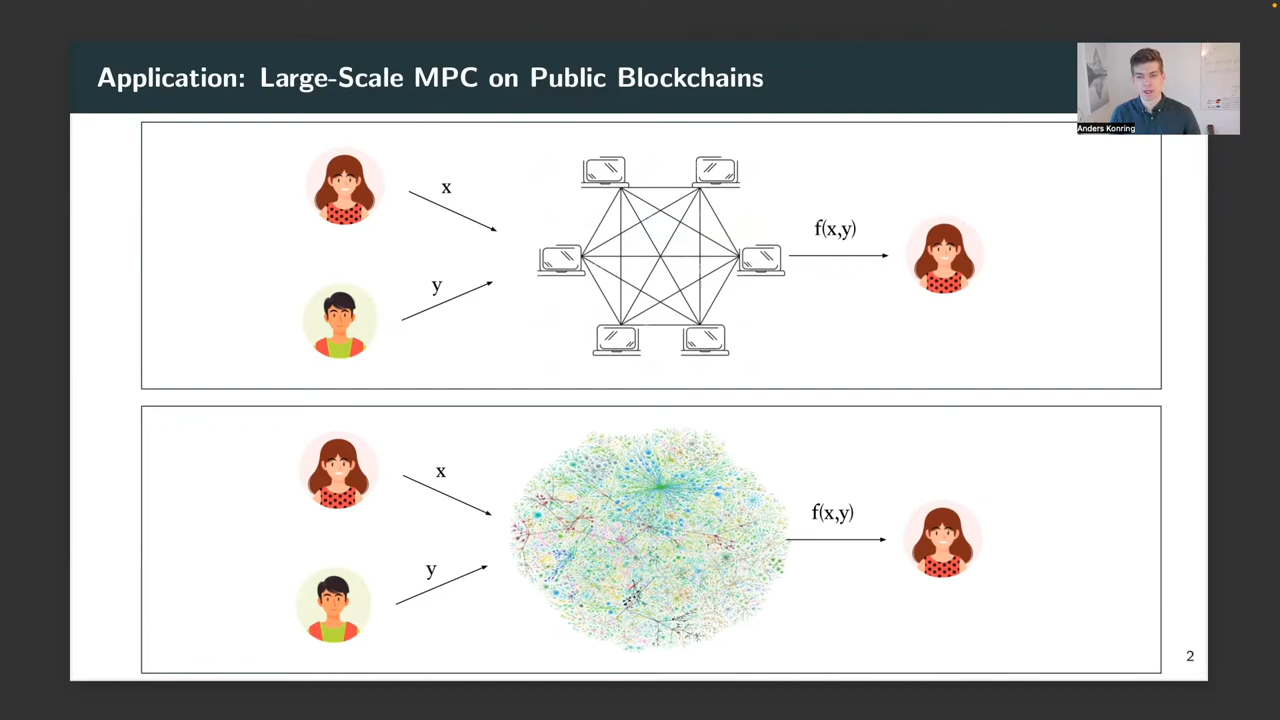 Application: Large-Scale MPC on Public Blockchains
Anders Konring
x
y
f(x,y)
x
y
f(x,y)
2